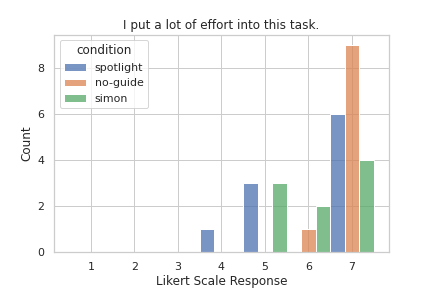 I put a lot of effort into this task.
condition
spotlight
no-guide
simon
8
6
4
2
0
Count
1 2 3 4 5 6 7
Likert Scale Response